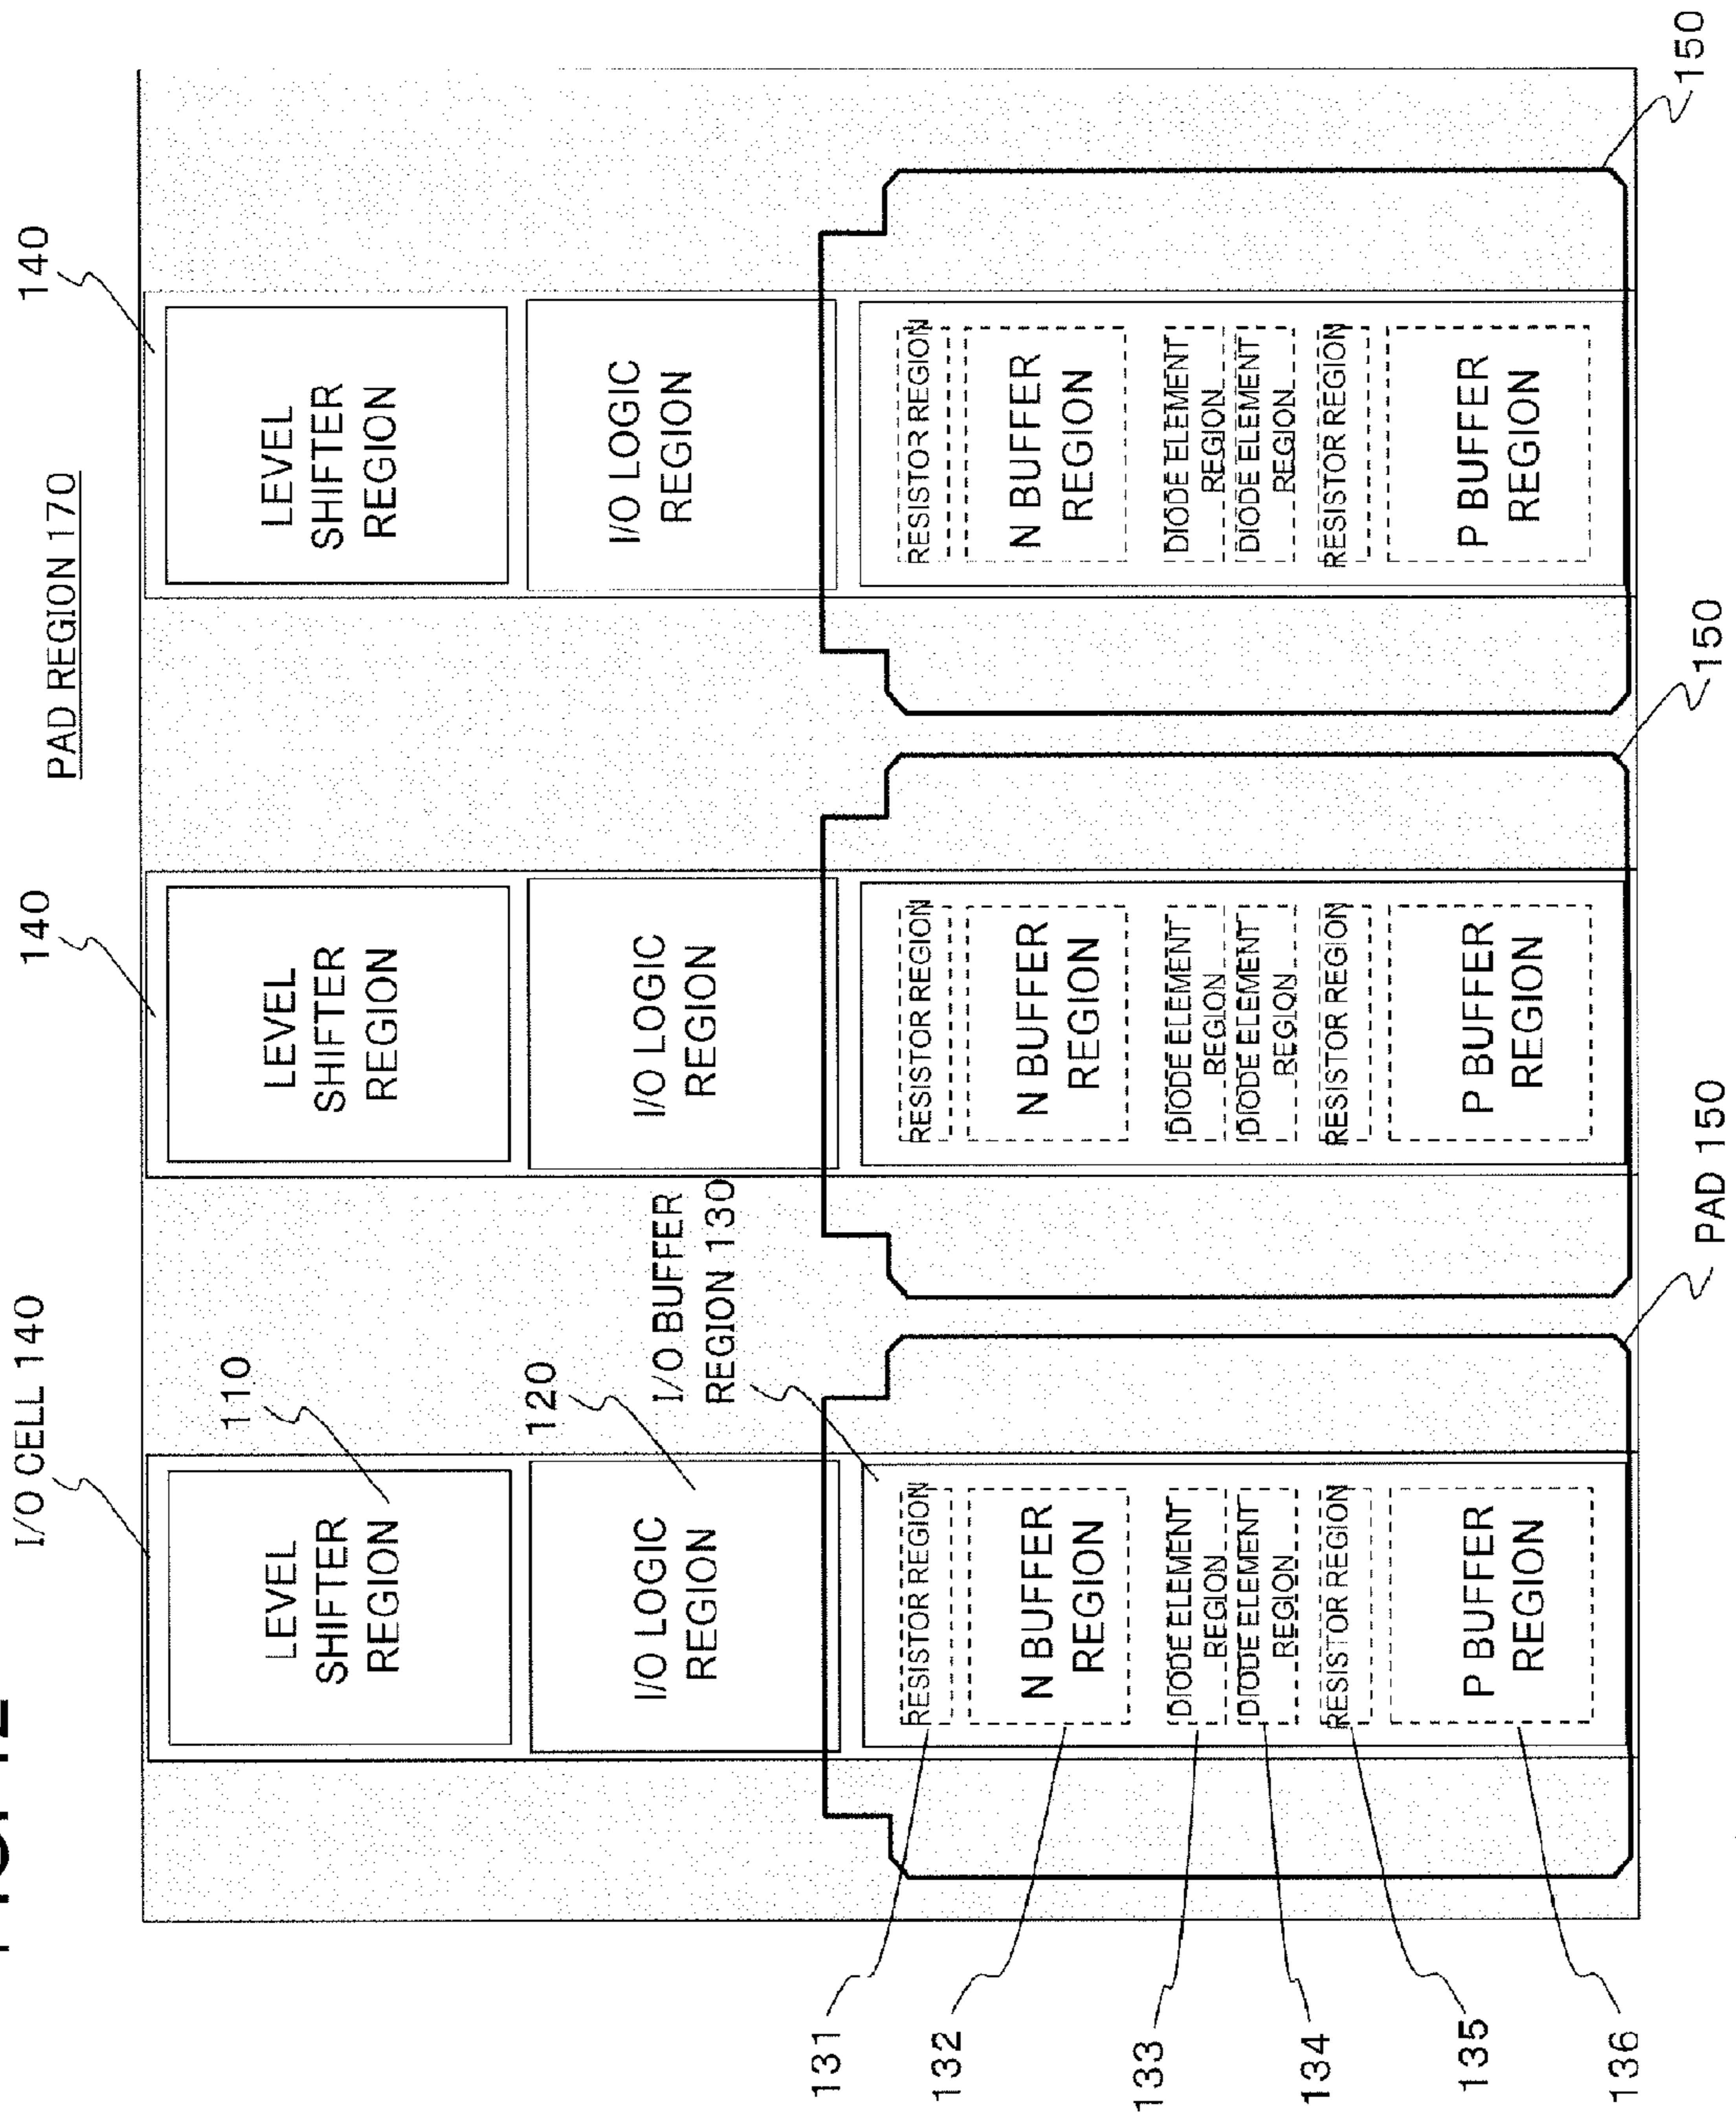 I/O CELL 140
140
140
PAD REGION 170
110
LEVEL
SHIFTER
REGION
LEVEL
SHIFTER
REGION
LEVEL
SHIFTER
REGION
120
I/O LOGIC
REGION
I/O BUFFER
REGION 130
I/O LOGIC
REGION
I/O LOGIC
REGION
131
RESISTOR REGION
RESISTOR REGION
RESISTOR REGION
132
N BUFFER
REGION
N BUFFER
REGION
N BUFFER
REGION
133
DIODE ELEMENT
REGION
DIODE ELEMENT
REGION
DIODE ELEMENT
REGION
134
DIODE ELEMENT
REGION
DIODE ELEMENT
REGION
DIODE ELEMENT
REGION
135
RESISTOR REGION
RESISTOR REGION
RESISTOR REGION
136
P BUFFER
REGION
P BUFFER
REGION
P BUFFER
REGION
PAD 150
150
150